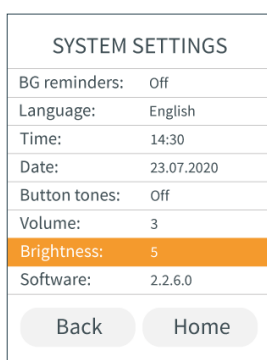 SYSTEM SETTINGS
BG reminders: Off
Language: English
Time: 14:30
Date: 23.07.2020
Button tones: Off
Volume: 3
Brightness: 5
Software: 2.2.6.0
Back Home